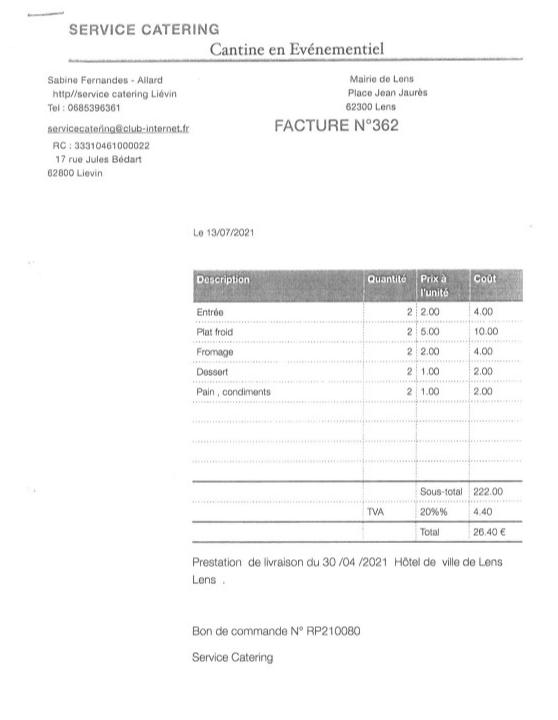 SERVICE CATERING
Cantine en Evénementiel
Sabine Fernandes - Allard
http//service catering Liévin
Tel : 0685396361
servicecatering@club-internet.fr
RC : 33310461000022
17 rue Jules Bédart
62800 Lievin
Mairie de Lens
Place Jean Jaurès
62300 Lens
FACTURE N°362
Le 13/07/2021
Description Quantité Prix à l'unité Coût
Entrée 2 2.00 4.00
Plat froid 2 5.00 10.00
Fromage 2 2.00 4.00
Dessert 2 1.00 2.00
Pain , condiments 2 1.00 2.00
Sous-total 222.00
TVA 20%% 4.40
Total 26.40 €
Prestation de livraison du 30 /04 /2021 Hôtel de ville de Lens
Lens .
Bon de commande N° RP210080
Service Catering